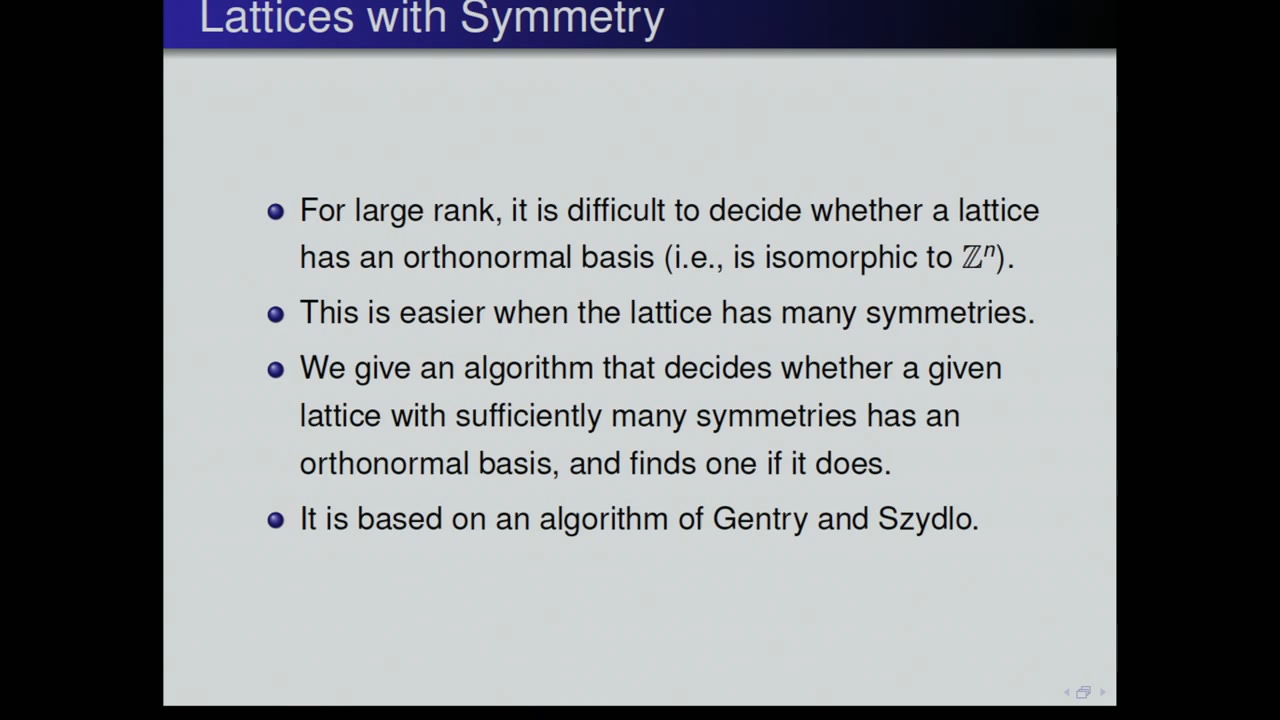 Lattices with Symmetry
For large rank, it is difficult to decide whether a lattice
has an orthonormal basis (i.e., is isomorphic to ℤⁿ).
This is easier when the lattice has many symmetries.
We give an algorithm that decides whether a given
lattice with sufficiently many symmetries has an
orthonormal basis, and finds one if it does.
It is based on an algorithm of Gentry and Szydlo.